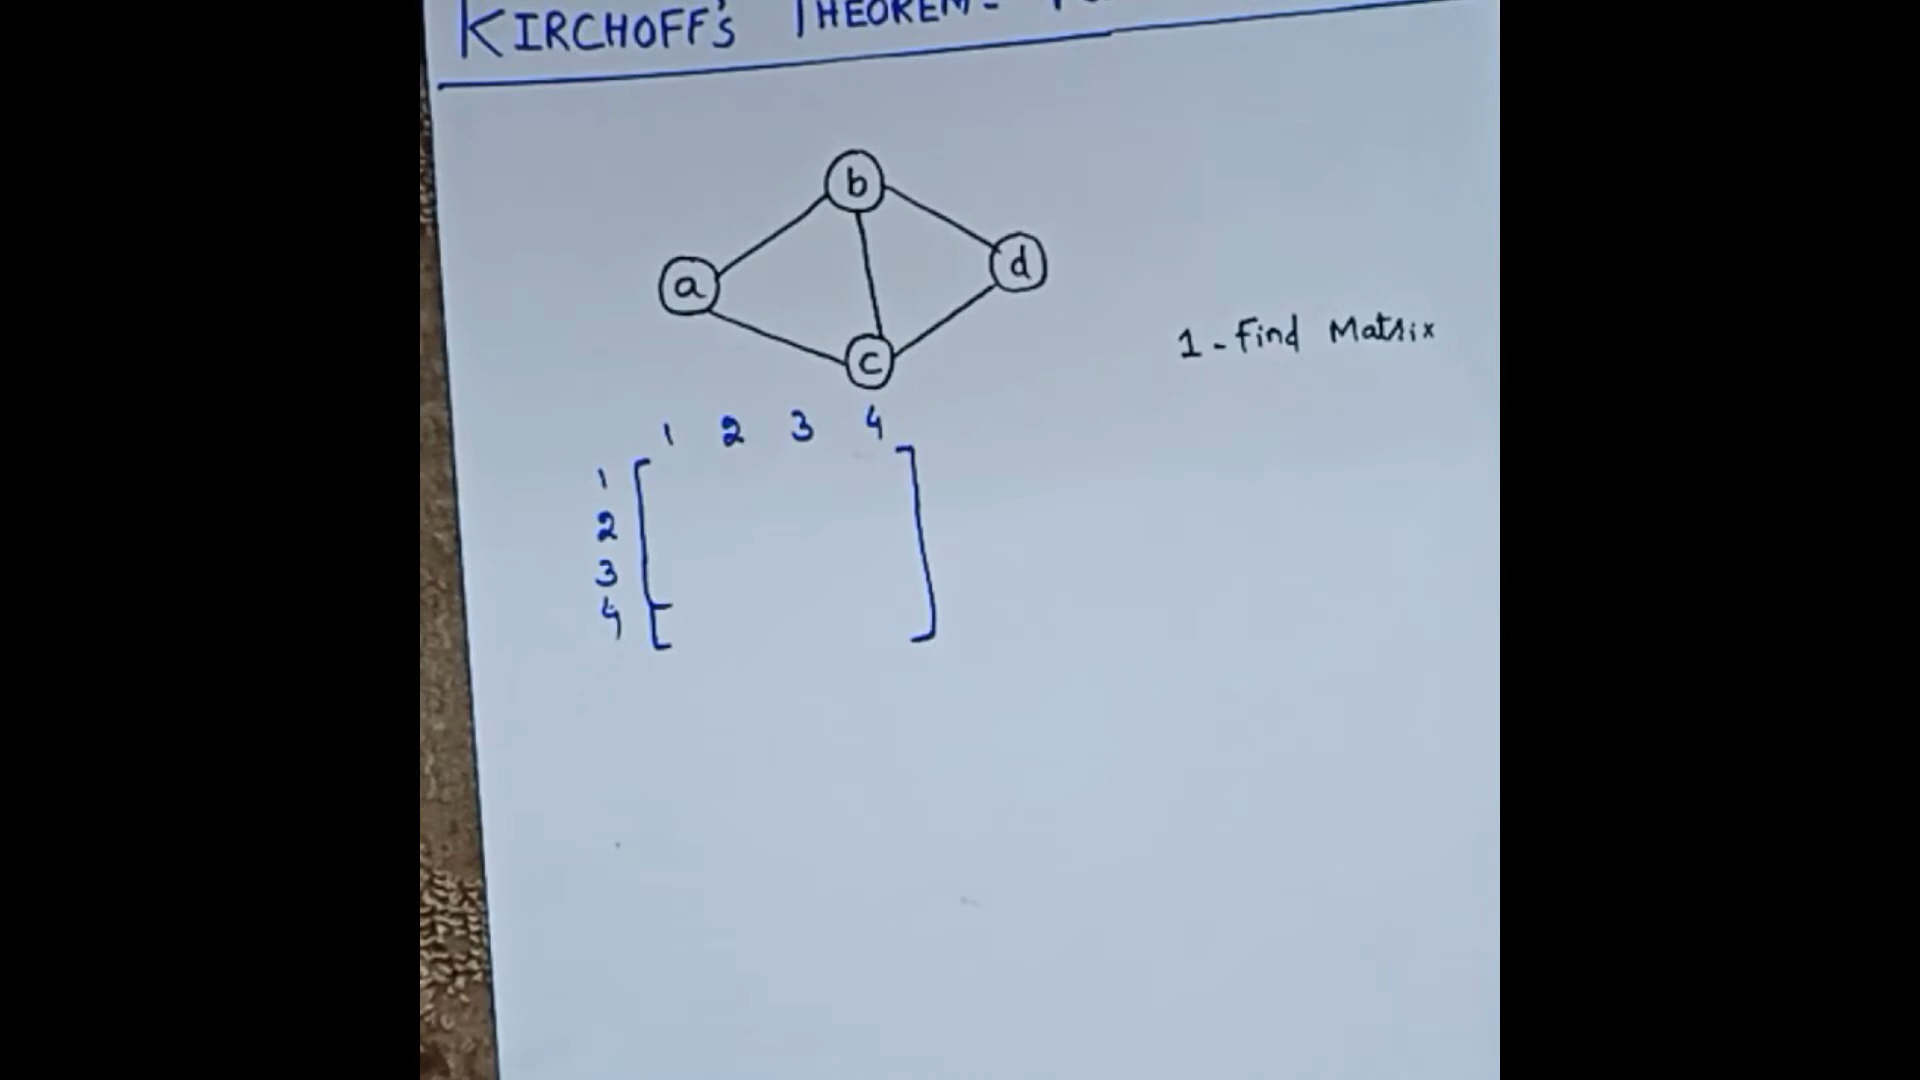 KIRCHOFF's THEOREM-
b
a
d
c
1-Find Matrix
1 2 3 4
1
2
3
4